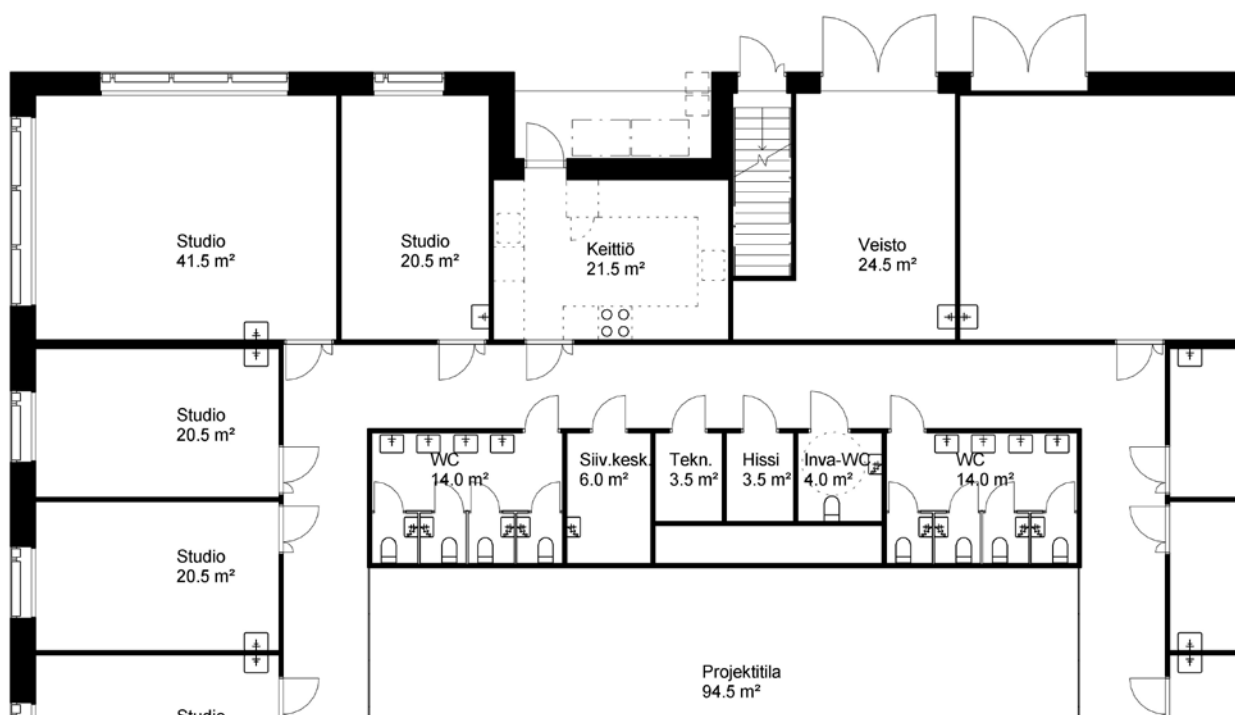 Studio
41.5 m²
Studio
20.5 m²
Keittiö
21.5 m²
Veisto
24.5 m²
Studio
20.5 m²
WC
14.0 m²
Siiv.kesk.
6.0 m²
Tekn.
3.5 m²
Hissi
3.5 m²
Inva-WC
4.0 m²
WC
14.0 m²
Studio
20.5 m²
Projektitila
94.5 m²
Studio